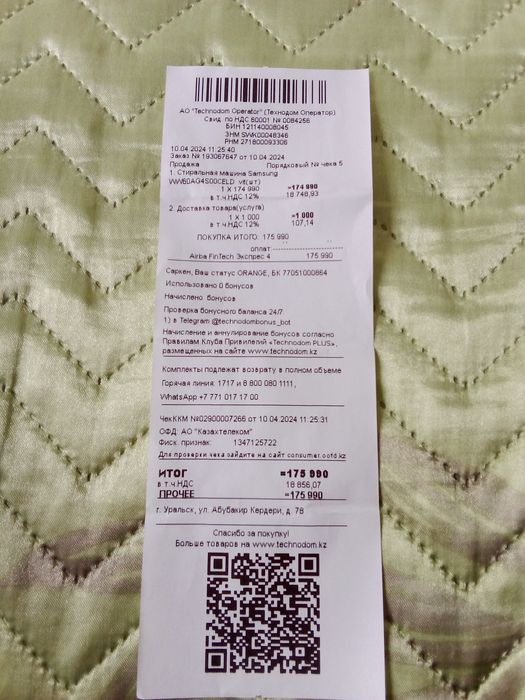 АО "Technodom Operator" (Технодом Оператор)
Свид. по НДС 60001 № 0084256
БИН 121140008045
ЗНМ SWK00048346
РНМ 271800093306
10.04.2024 11:25:40
Заказ № 193067647 от 10.04.2024
Продажа Порядковый № чека 5
1. Стиральная машина Samsung
WW60AG4S00CELD vit(шт)
1 X 174 990 =174 990
в т.ч НДС 12% 18 748,93
2. Доставка товара(услуга)
1 X 1 000 =1 000
в т.ч НДС 12% 107,14
ПОКУПКА ИТОГО: 175 990
оплат
Airba FinTech Экспрес 4 175 990
Саркен, Ваш статус ORANGE, БК 77051000864
Использовано 0 бонусов
Начислено бонусов
Проверка бонусного баланса 24/7
1) в Telegram @technodombonus_bot
Начисление и аннулирование бонусов согласно
Правилам Клуба Привилегий «Technodom PLUS»,
размещенных на сайте www.technodom.kz
Комплекты подлежат возврату в полном объеме
Горячая линия: 1717 и 8 800 080 1111,
WhatsApp +7 771 017 17 00
ЧекККМ №02900007265 от 10.04.2024 11:25:31
ОФД: АО "Казахтелеком"
Фиск. признак: 1347125722
Для проверки чека зайдите на сайт consumer.oofd.kz
ИТОГ =175 990
в т.ч НДС 18 856,07
ПРОЧЕЕ =175 990
г. Уральск, ул. Абубакир Кердери, д. 78
Спасибо за покупку!
Больше товаров на www.technodom.kz